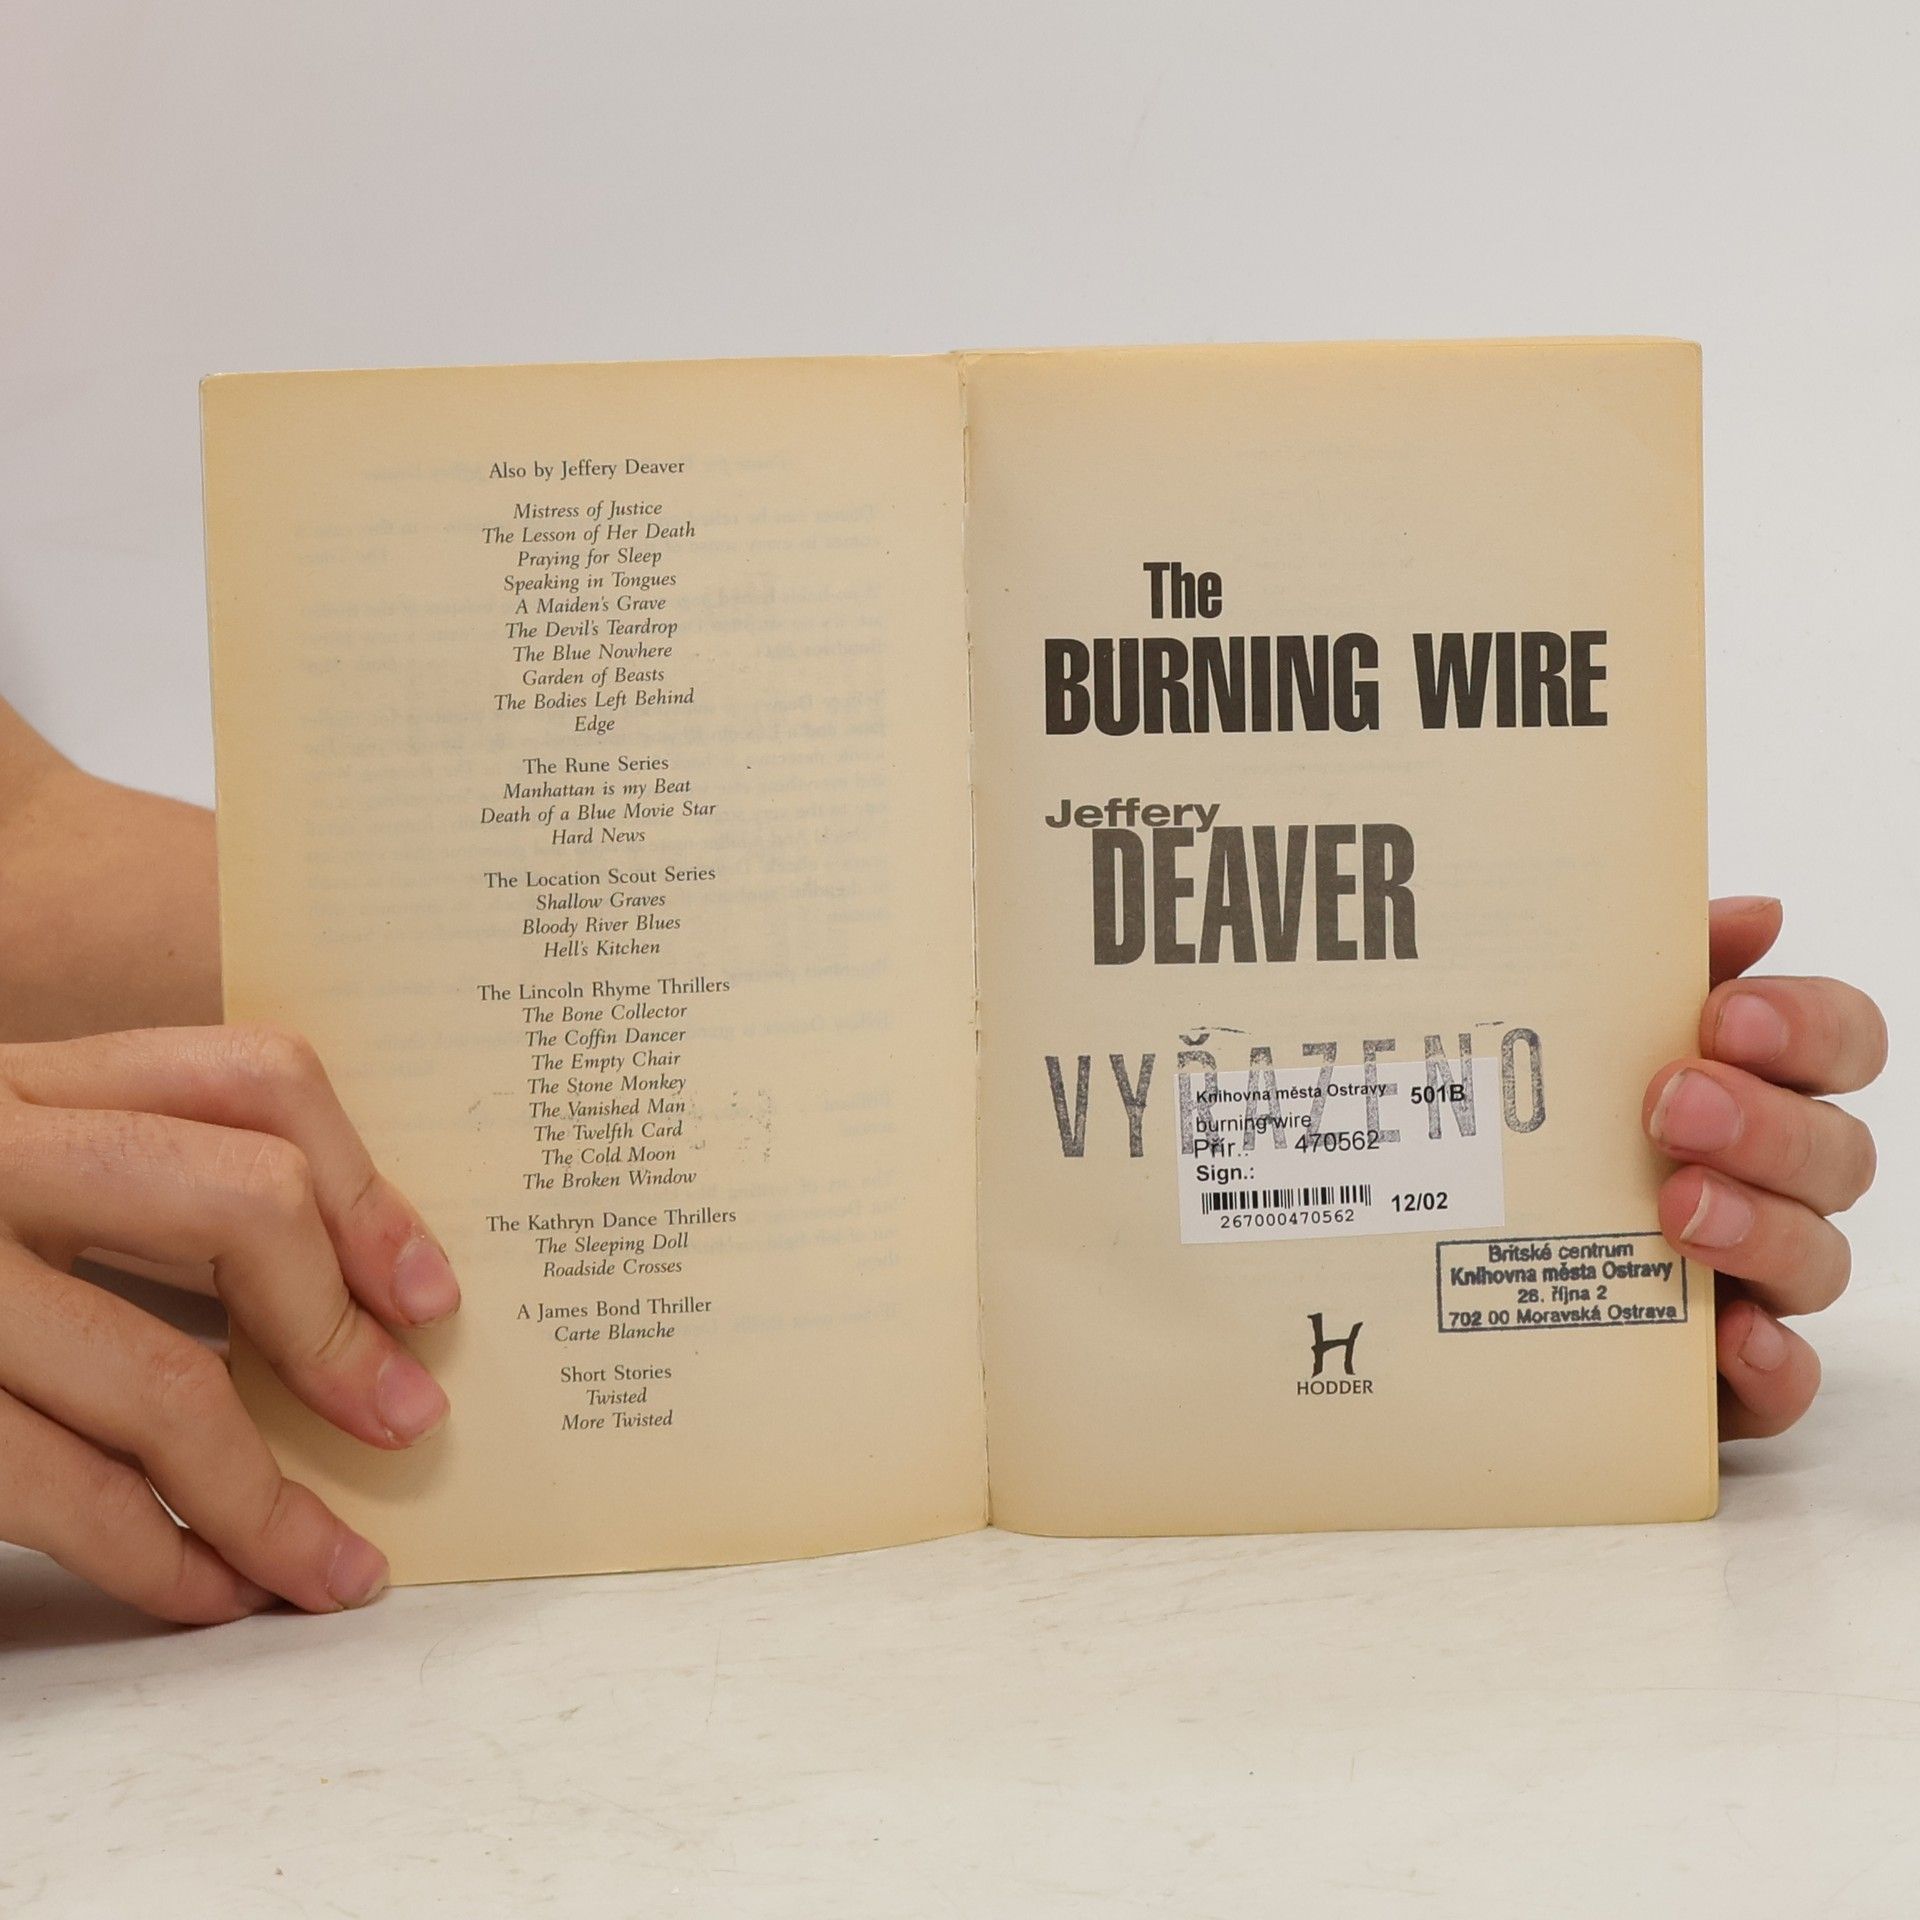 Also by Jeffery Deaver
Mistress of Justice
The Lesson of Her Death
Praying for Sleep
Speaking in Tongues
A Maiden's Grave
The Devil's Teardrop
The Blue Nowhere
Garden of Beasts
The Bodies Left Behind
Edge
The Rune Series
Manhattan is my Beat
Death of a Blue Movie Star
Hard News
The Location Scout Series
Shallow Graves
Bloody River Blues
Hell's Kitchen
The Lincoln Rhyme Thrillers
The Bone Collector
The Coffin Dancer
The Empty Chair
The Stone Monkey
The Vanished Man
The Twelfth Card
The Cold Moon
The Broken Window
The Kathryn Dance Thrillers
The Sleeping Doll
Roadside Crosses
A James Bond Thriller
Carte Blanche
Short Stories
Twisted
More Twisted
The
BURNING WIRE
Jeffery
DEAVER
VYŘAZENO
Knihovna města Ostravy 501B
burning wire
Přír.: 470562
Sign.:
12/02
267000470562
Britské centrum
Knihovna města Ostravy
28. října 2
702 00 Moravská Ostrava
H
HODDER